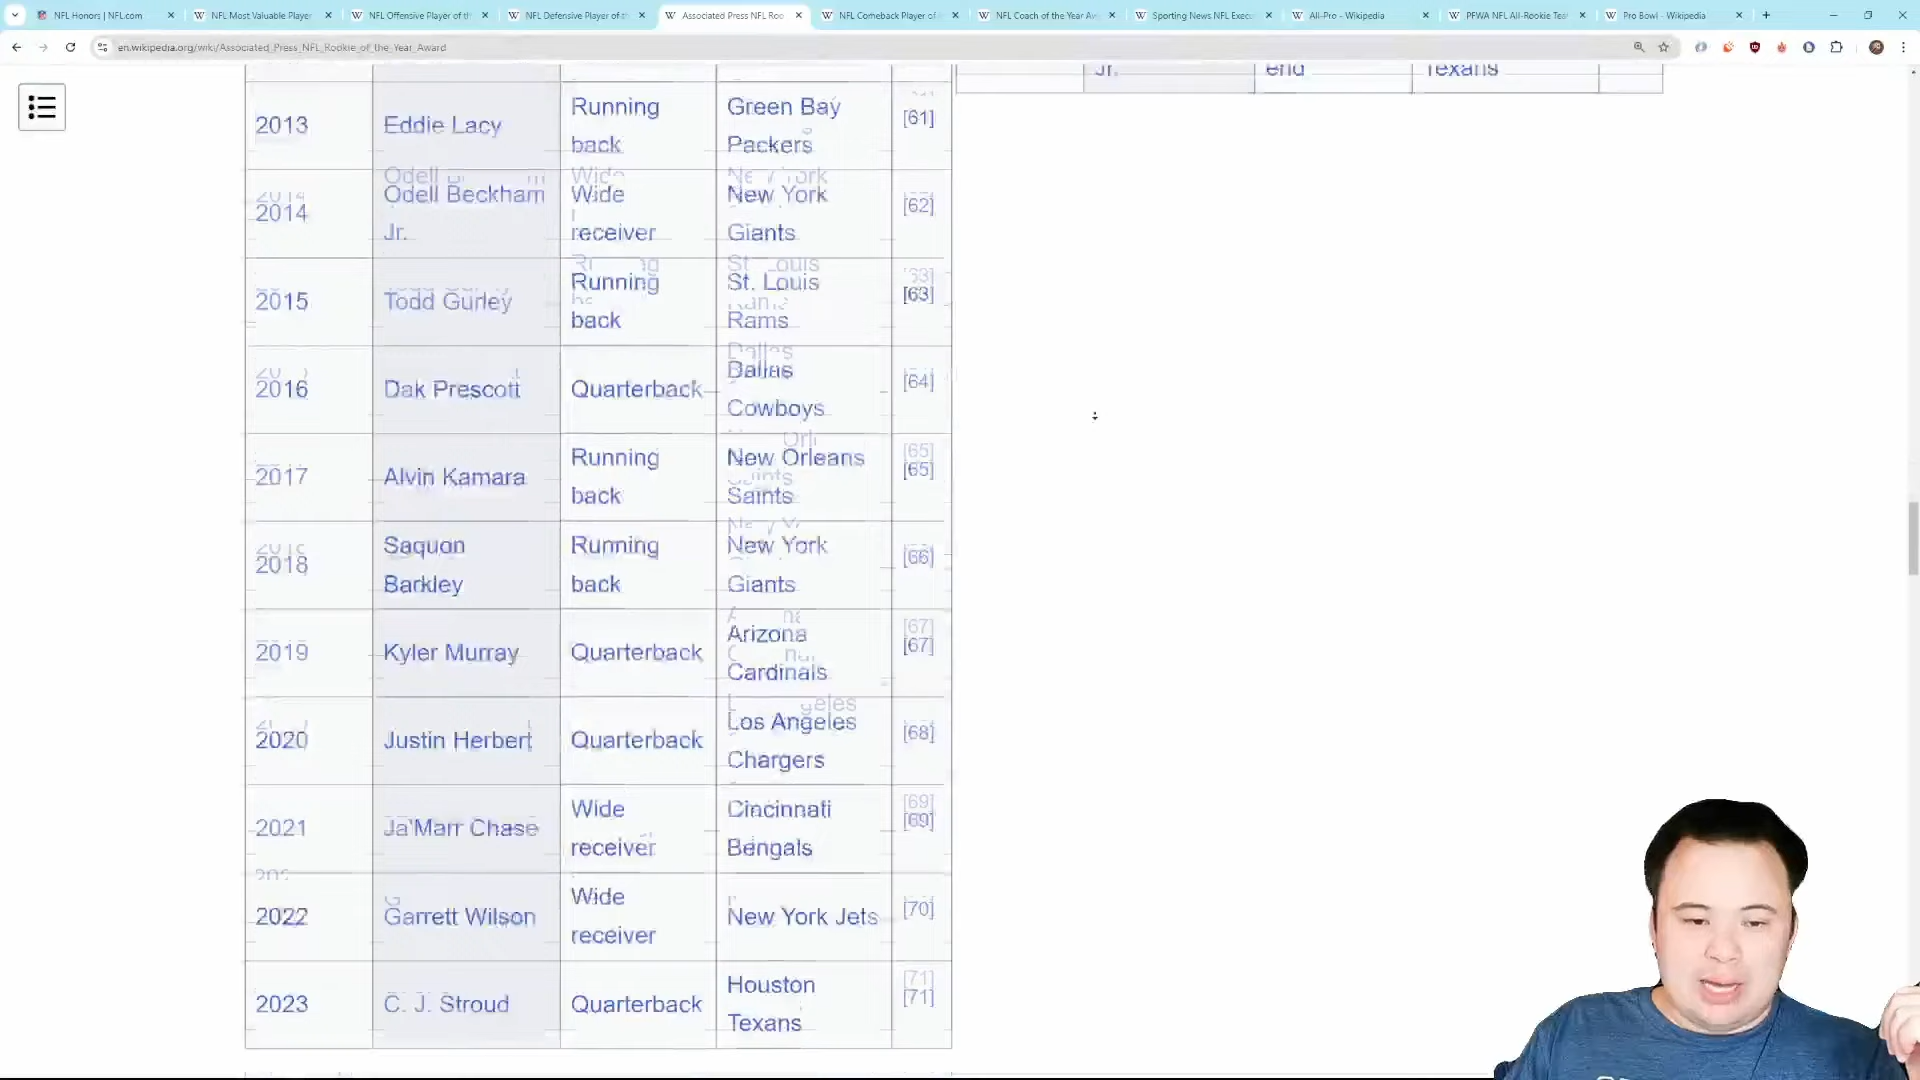 NFL Honors | NFL.com
NFL Most Valuable Player
NFL Offensive Player of th
NFL Defensive Player of th
Associated Press NFL Roo
NFL Comeback Player of
NFL Coach of the Year Aw
Sporting News NFL Exec
All-Pro - Wikipedia
PFWA NFL All-Rookie Tea
Pro Bowl - Wikipedia
en.wikipedia.org/wiki/Associated_Press_NFL_Rookie_of_the_Year_Award
Jr.
end
Texans
2013
Eddie Lacy
Running
back
Green Bay
Packers
[61]
2014
Odell Beckham
Jr.
Wide
receiver
New York
Giants
[62]
2015
Todd Gurley
Running
back
St. Louis
Rams
[63]
2016
Dak Prescott
Quarterback
Dallas
Cowboys
[64]
2017
Alvin Kamara
Running
back
New Orleans
Saints
[65]
2018
Saquon
Barkley
Running
back
New York
Giants
[66]
2019
Kyler Murray
Quarterback
Arizona
Cardinals
[67]
2020
Justin Herbert
Quarterback
Los Angeles
Chargers
[68]
2021
Ja'Marr Chase
Wide
receiver
Cincinnati
Bengals
[69]
2022
Garrett Wilson
Wide
receiver
New York Jets
[70]
2023
C. J. Stroud
Quarterback
Houston
Texans
[71]